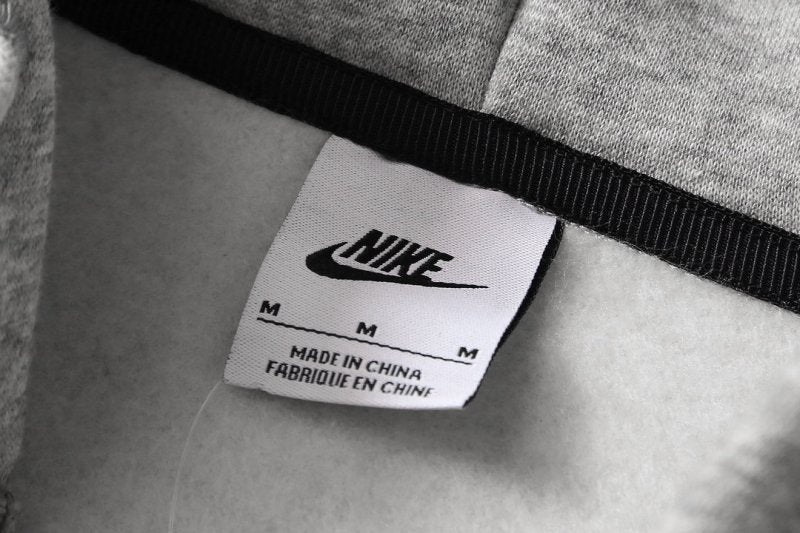 NIKE
M M M
MADE IN CHINA
FABRIQUE EN CHINE